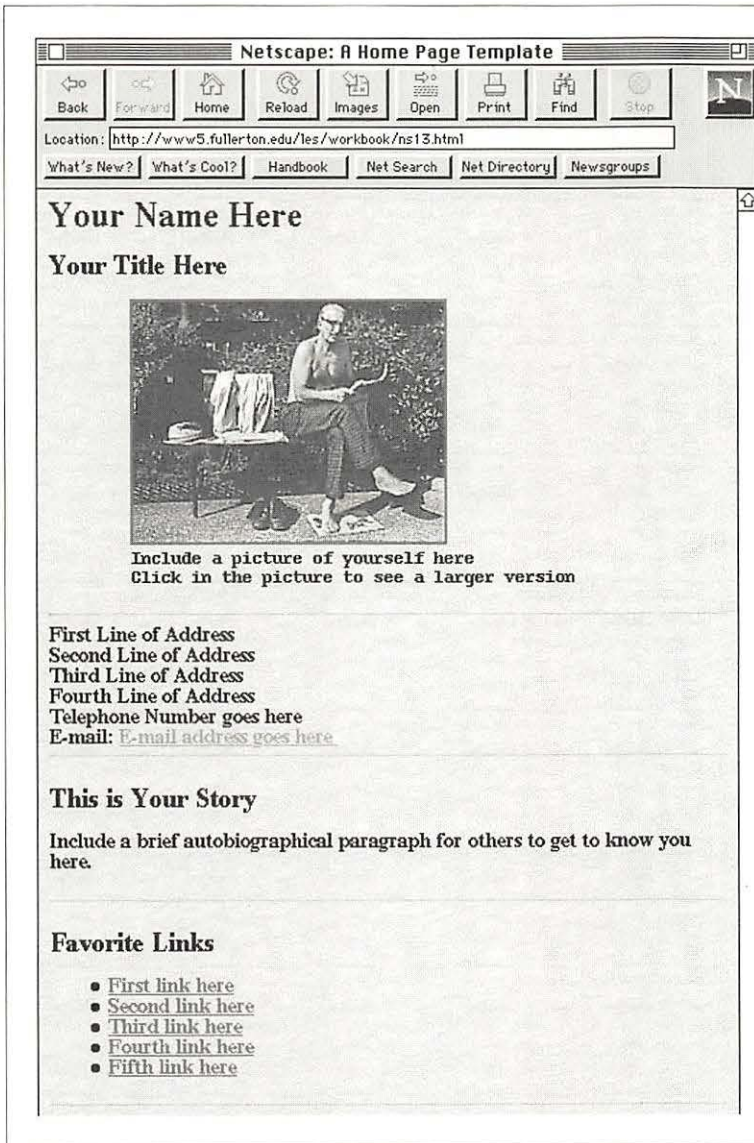 Netscape: A Home Page Template
Back Forward Home Reload Images Open Print Find Stop N
Location: http://www5.fullerton.edu/les/workbook/ns13.html
What's New? What's Cool? Handbook Net Search Net Directory Newsgroups
Your Name Here
Your Title Here
Include a picture of yourself here
Click in the picture to see a larger version
First Line of Address
Second Line of Address
Third Line of Address
Fourth Line of Address
Telephone Number goes here
E-mail: E-mail address goes here
This is Your Story
Include a brief autobiographical paragraph for others to get to know you
here.
Favorite Links
First link here
Second link here
Third link here
Fourth link here
Fifth link here